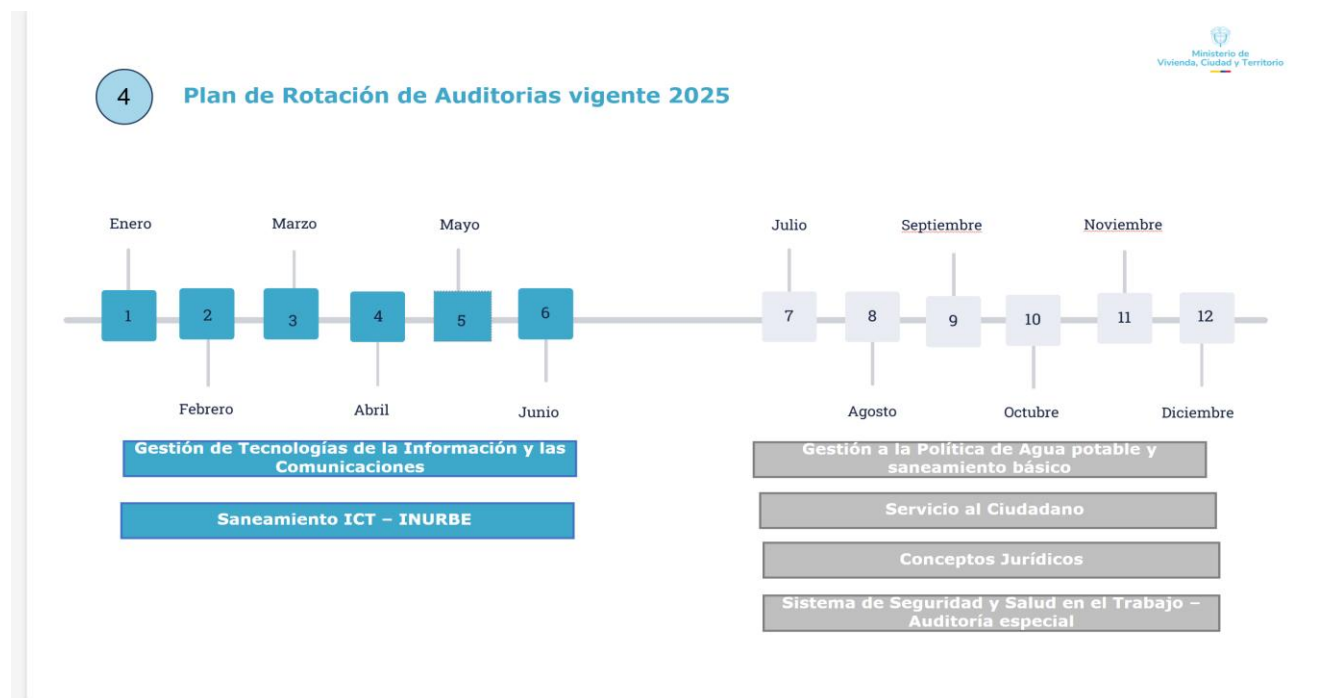 Ministerio de
Vivienda, Ciudad y Territorio
4
Plan de Rotación de Auditorias vigente 2025
Enero
Marzo
Mayo
Julio
Septiembre
Noviembre
1
2
3
4
5
6
7
8
9
10
11
12
Febrero
Abril
Junio
Agosto
Octubre
Diciembre
Gestión de Tecnologías de la Información y las
Comunicaciones
Saneamiento ICT – INURBE
Gestión a la Política de Agua potable y
saneamiento básico
Servicio al Ciudadano
Conceptos Jurídicos
Sistema de Seguridad y Salud en el Trabajo –
Auditoría especial